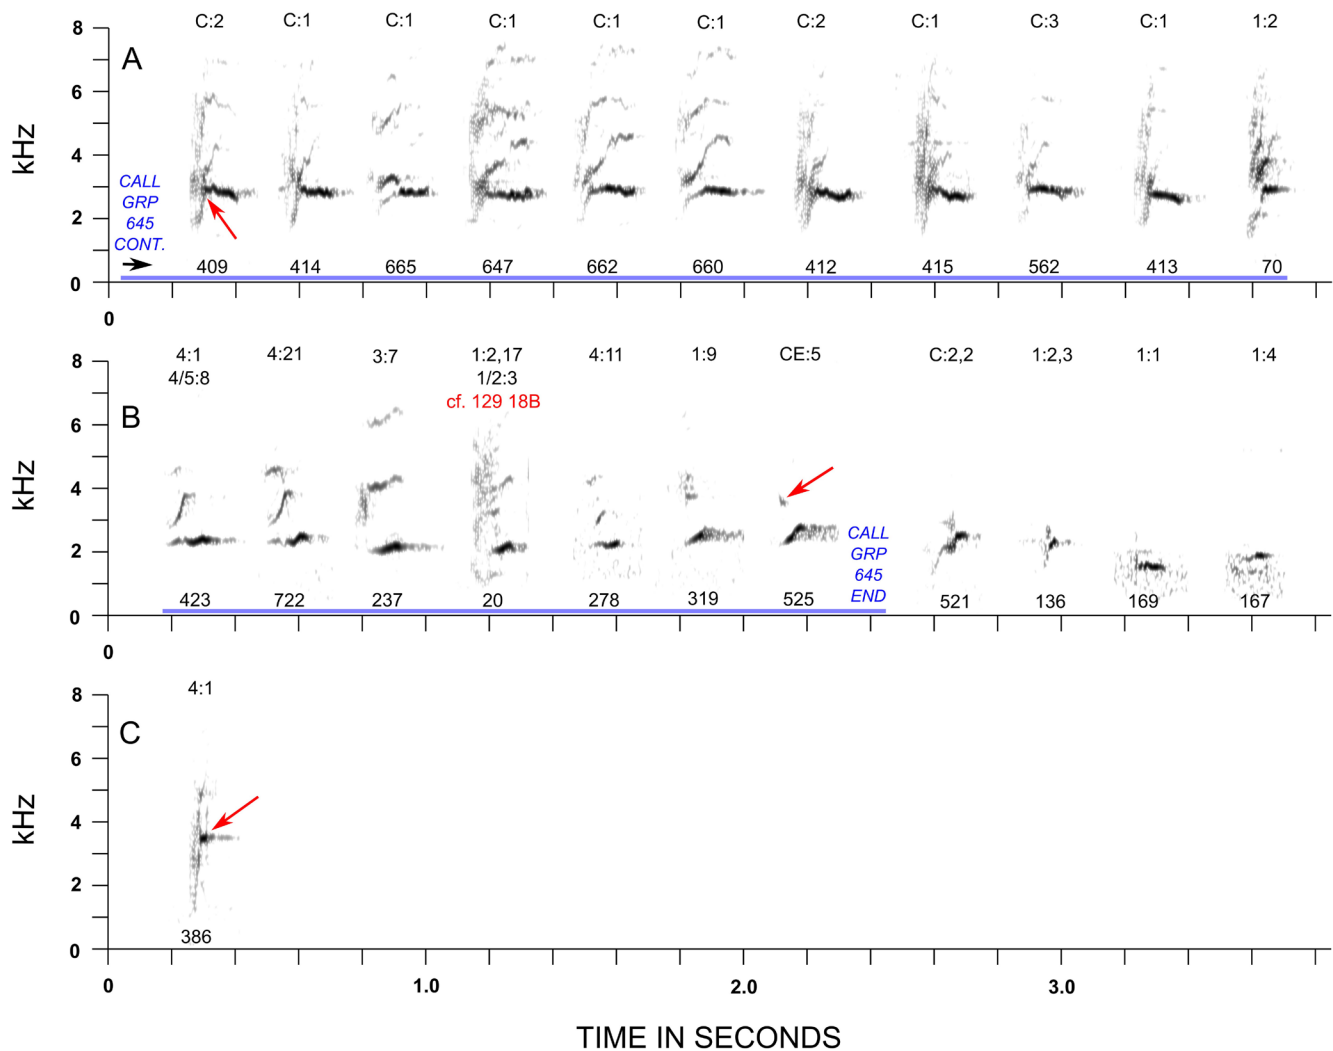 C:2 C:1 C:1 C:1 C:1 C:1 C:2 C:1 C:3 C:1 1:2
8
A
6
kHz
4
CALL
GRP
645
CONT.
2
409 414 665 647 662 660 412 415 562 413 70
0
0
4:1 4:21 3:7 1:2,17 4:11 1:9 CE:5 C:2,2 1:2,3 1:1 1:4
8
4/5:8 1/2:3
cf. 129 18B
B
6
kHz
4
CALL
GRP
645
END
2
423 722 237 20 278 319 525 521 136 169 167
0
0
4:1
8
C
6
kHz
4
2
386
0
0 1.0 2.0 3.0
TIME IN SECONDS